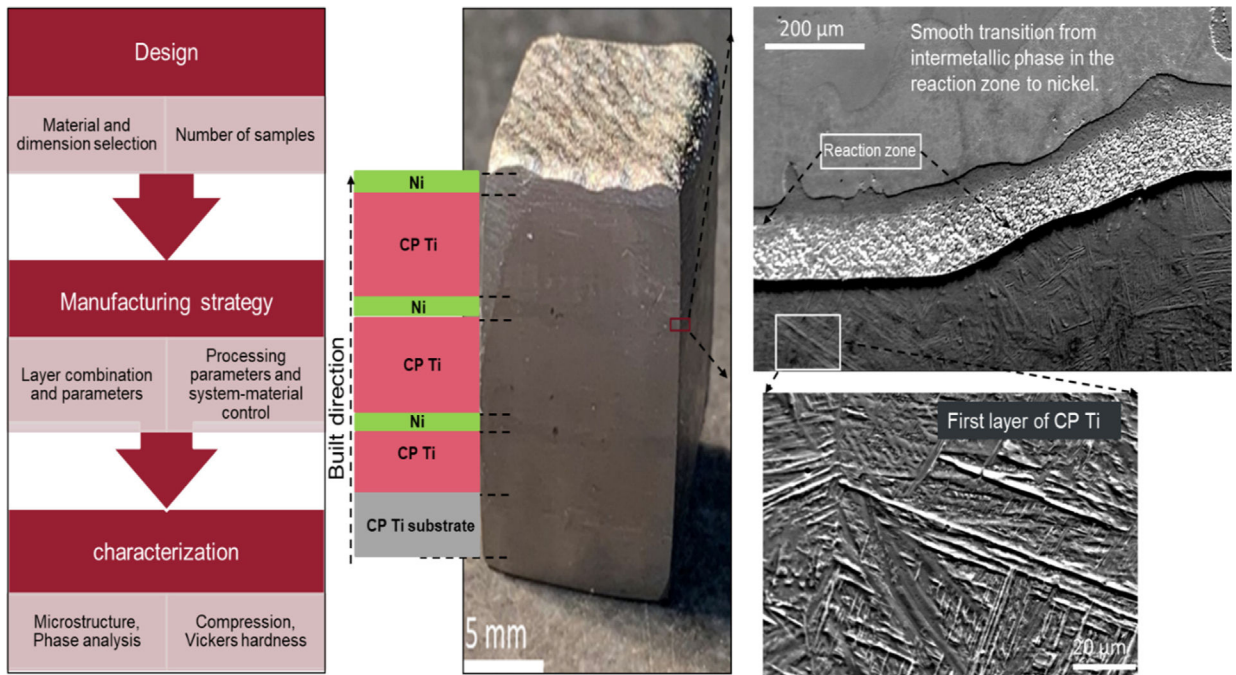 Design
Material and
dimension selection
Number of samples
Manufacturing strategy
Layer combination
and parameters
Processing
parameters and
system-material
control
characterization
Microstructure,
Phase analysis
Compression,
Vickers hardness
Built direction
Ni
CP Ti
Ni
CP Ti
Ni
CP Ti
CP Ti substrate
5 mm
200 µm
Smooth transition from
intermetallic phase in the
reaction zone to nickel.
Reaction zone
First layer of CP Ti
20 µm